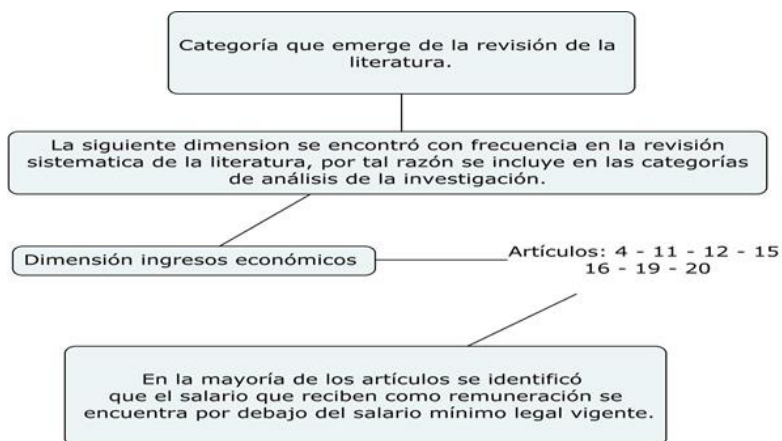 Categoría que emerge de la revisión de la
literatura.
La siguiente dimension se encontró con frecuencia en la revisión
sistematica de la literatura, por tal razón se incluye en las categorías
de análisis de la investigación.
Dimensión ingresos económicos
Artículos: 4 - 11 - 12 - 15
16 - 19 - 20
En la mayoría de los artículos se identificó
que el salario que reciben como remuneración se
encuentra por debajo del salario mínimo legal vigente.